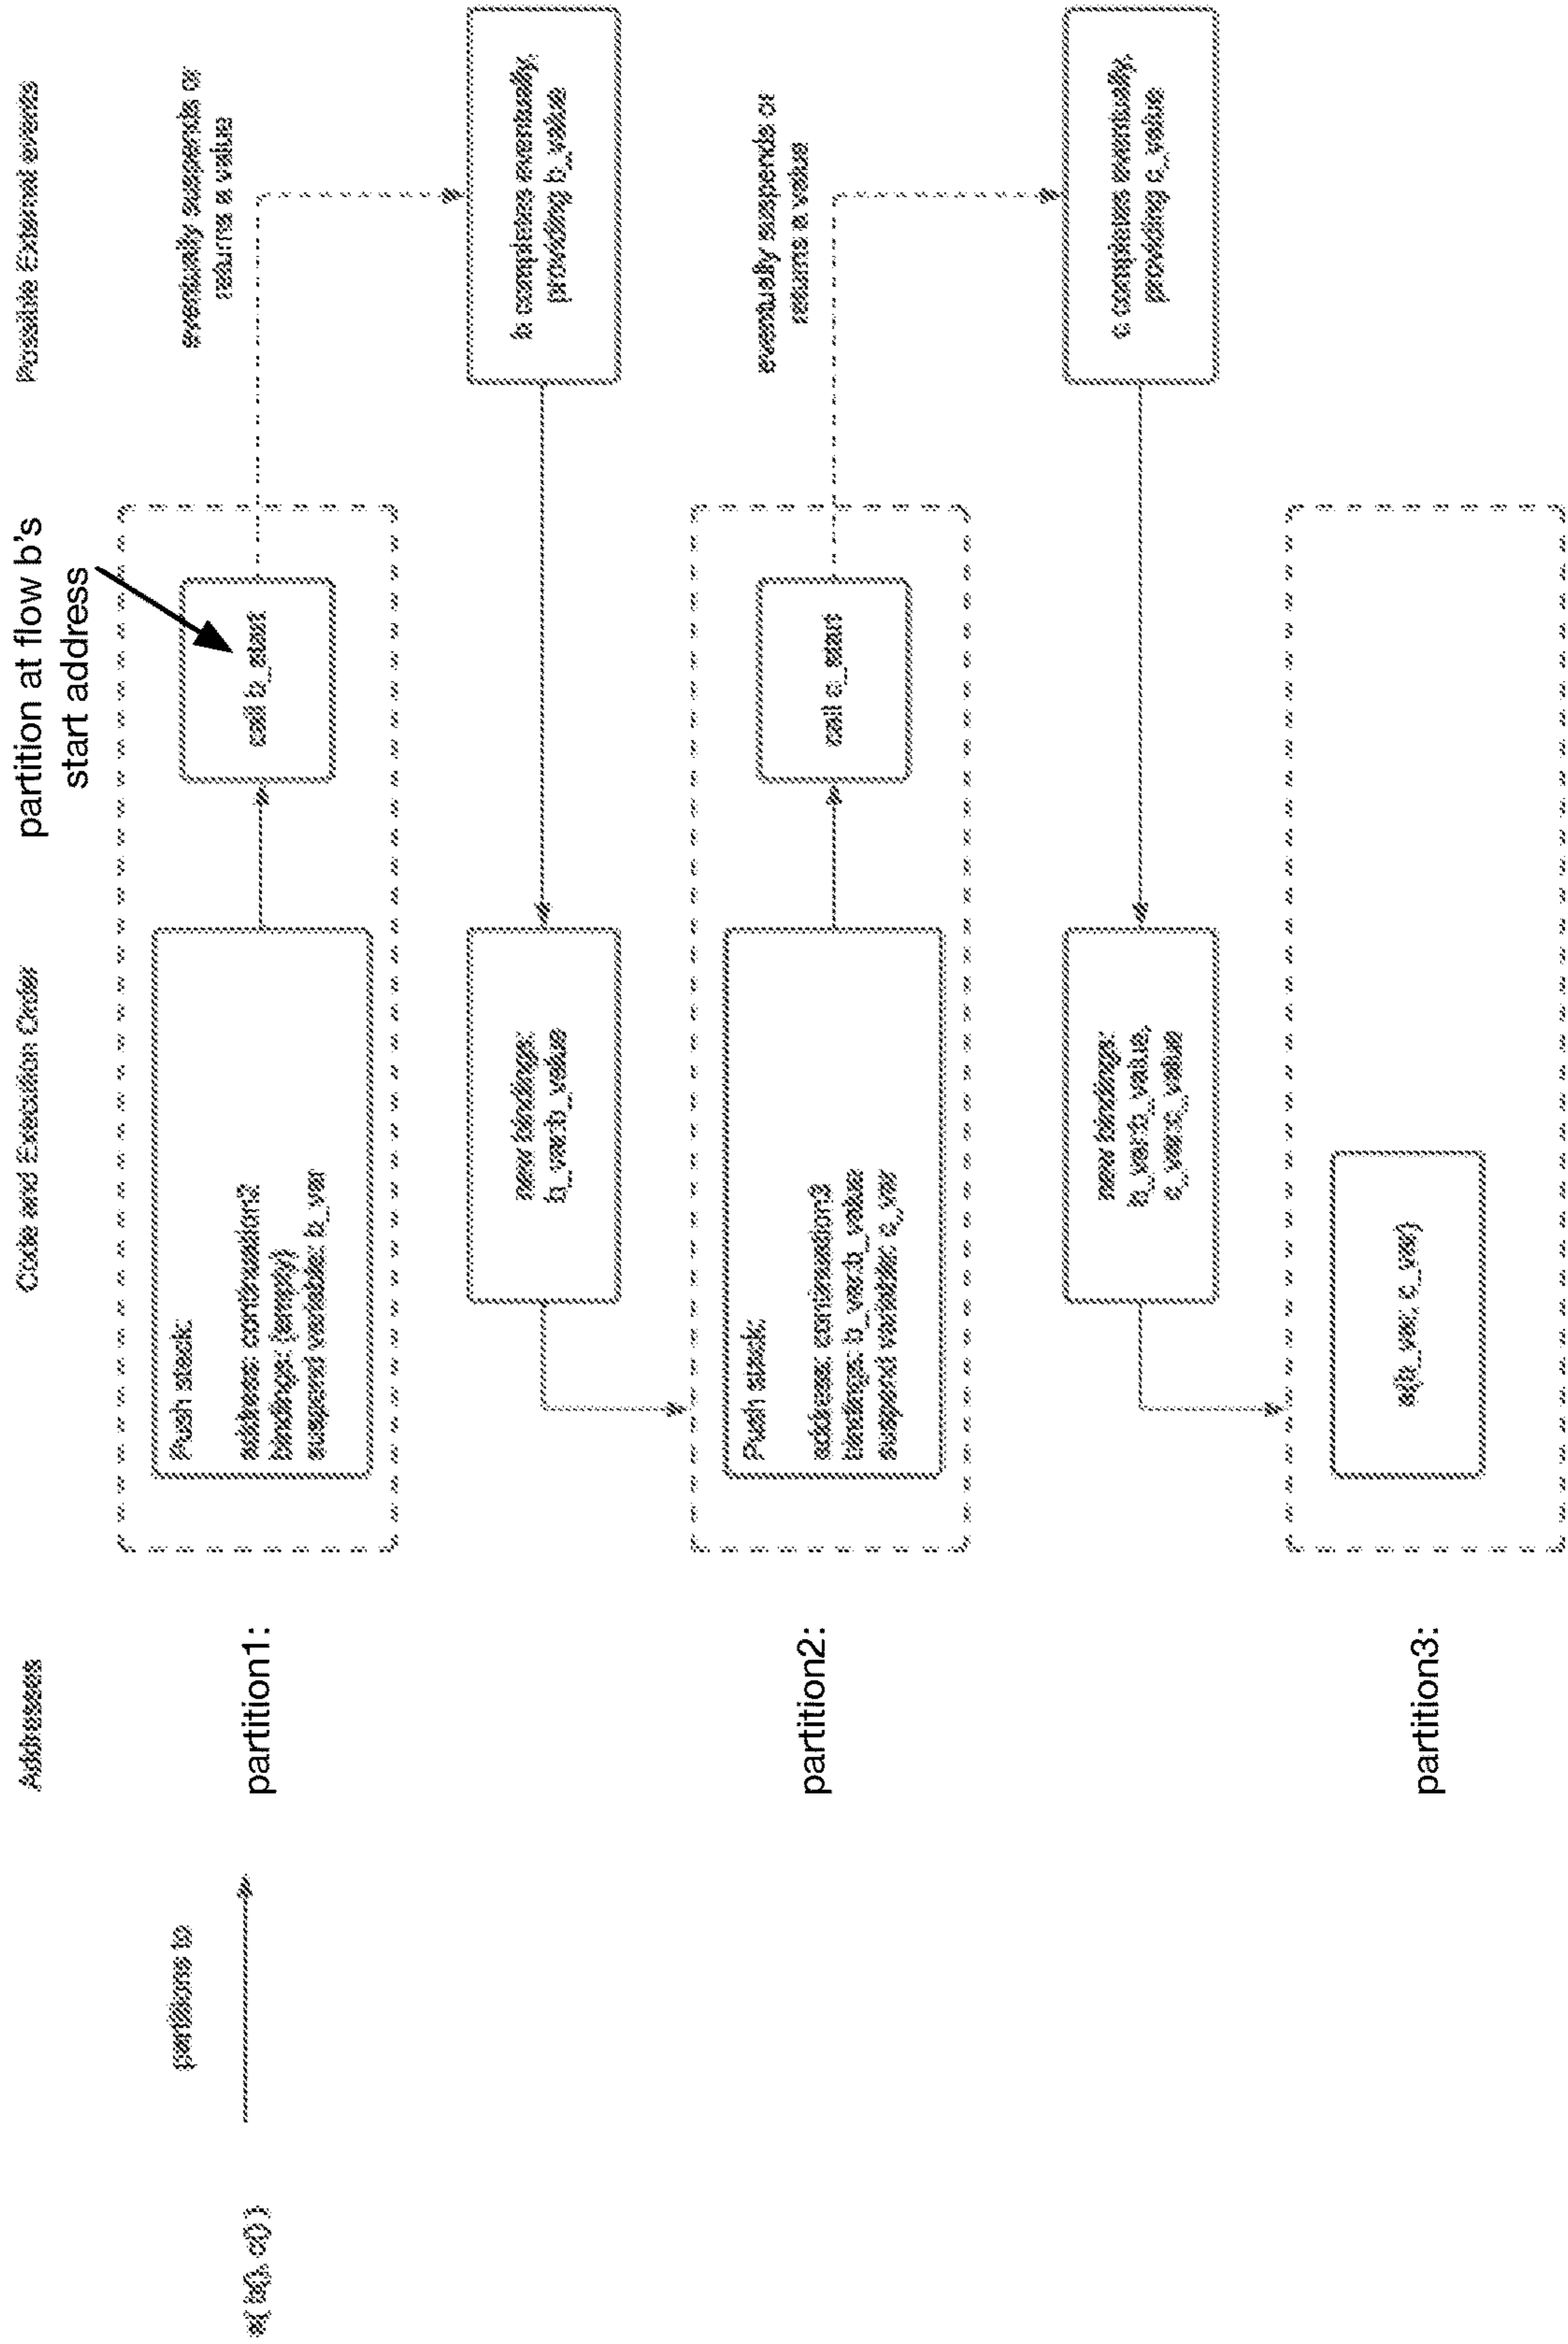 Addresses
Code and Execution Order
Possible External events
partition at flow b's
start address
a( b(), c() )
partitions to
partition1:
Push stack:
address: continuation2
bindings: {empty}
suspend variable: b_var
call b_start
eventually suspends or
returns a value
new bindings:
b_var:b_value
b completes eventually,
providing b_value
partition2:
Push stack:
address: continuation3
bindings: b_var:b_value
suspend variable: c_var
call c_start
eventually suspends or
returns a value
new bindings:
b_var:b_value,
c_var:c_value
c completes eventually,
providing c_value
partition3:
a(b_var, c_var)